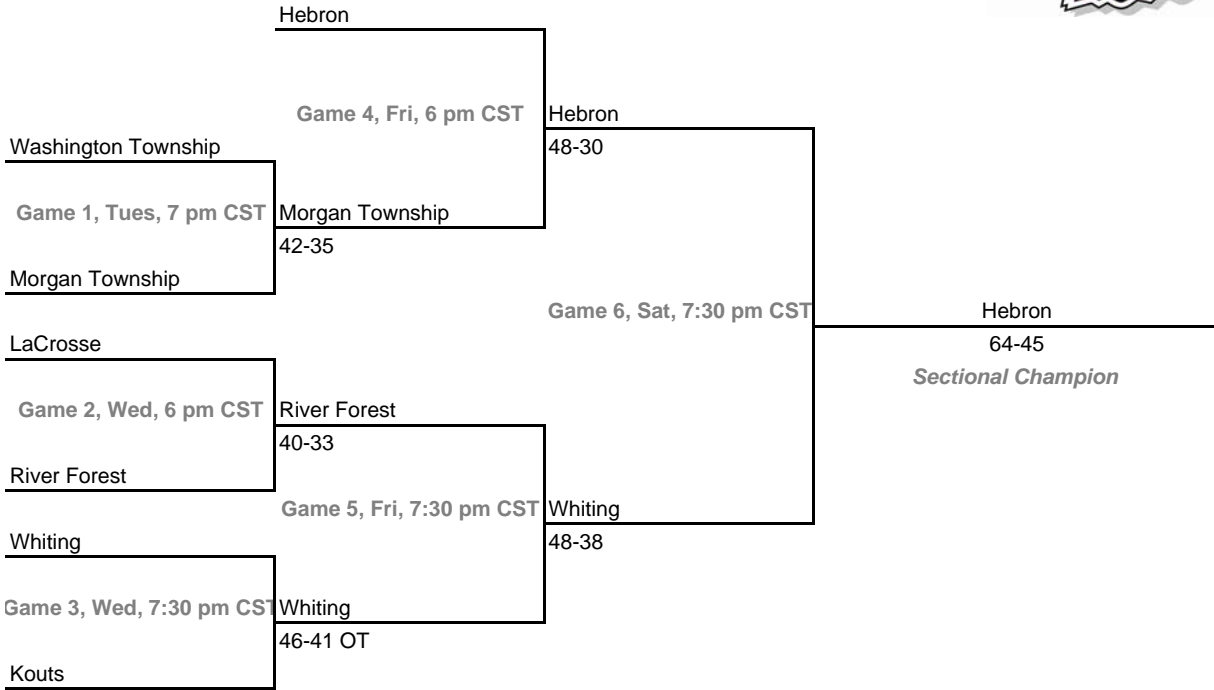 Hebron
Game 4, Fri, 6 pm CST
Hebron
Washington Township
48-30
Game 1, Tues, 7 pm CST
Morgan Township
42-35
Morgan Township
Game 6, Sat, 7:30 pm CST
Hebron
LaCrosse
64-45
Sectional Champion
Game 2, Wed, 6 pm CST
River Forest
40-33
River Forest
Game 5, Fri, 7:30 pm CST
Whiting
Whiting
48-38
Game 3, Wed, 7:30 pm CST
Whiting
46-41 OT
Kouts